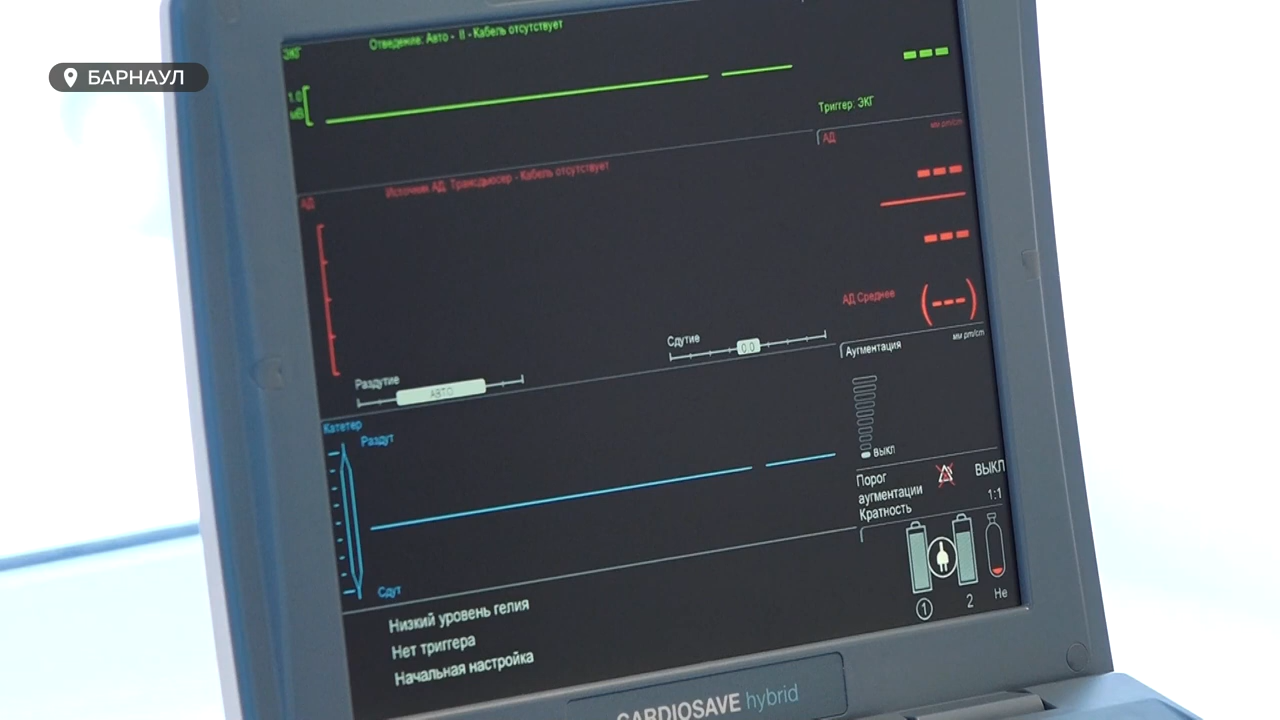 БАРНАУЛ
ЭКГ
Отведение: Авто - II - Кабель отсутствует
1.0
мВ
---
Триггер: ЭКГ
АД
АД
Источник АД: Трансдьюсер - Кабель отсутствует
---
---
АД Среднее
(---)
Сдутие
0.0
Раздутие
АВТО
Аугментация
ВЫКЛ
Катетер
Раздут
Сдут
Порог
аугментации
ВЫКЛ
Кратность
1:1
1
2
He
Низкий уровень гелия
Нет триггера
Начальная настройка
CARDIOSAVE hybrid